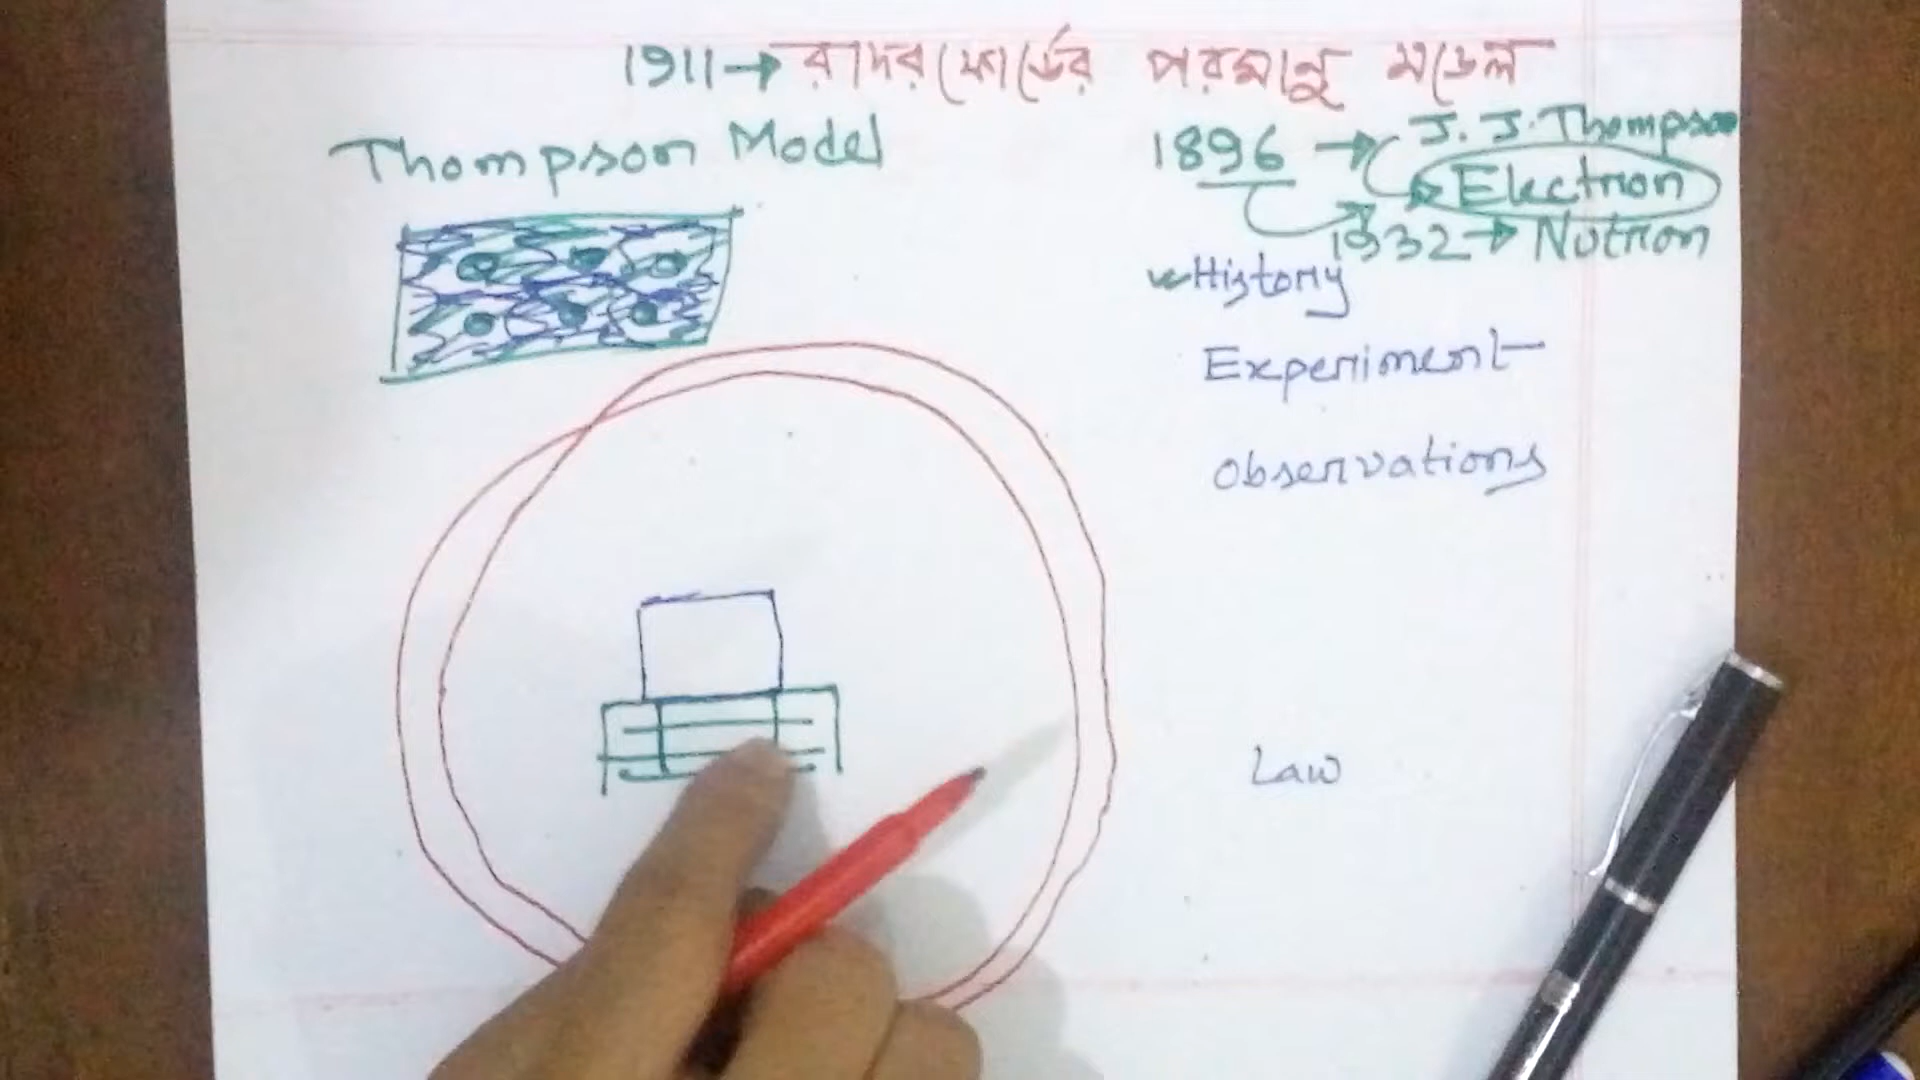 1911→ রাদারফোর্ডের পরমানু মডেল
Thompson Model
1896 → J. J. Thompson
Electron
1932 → Nutron
History
Experiment
Observations
Law